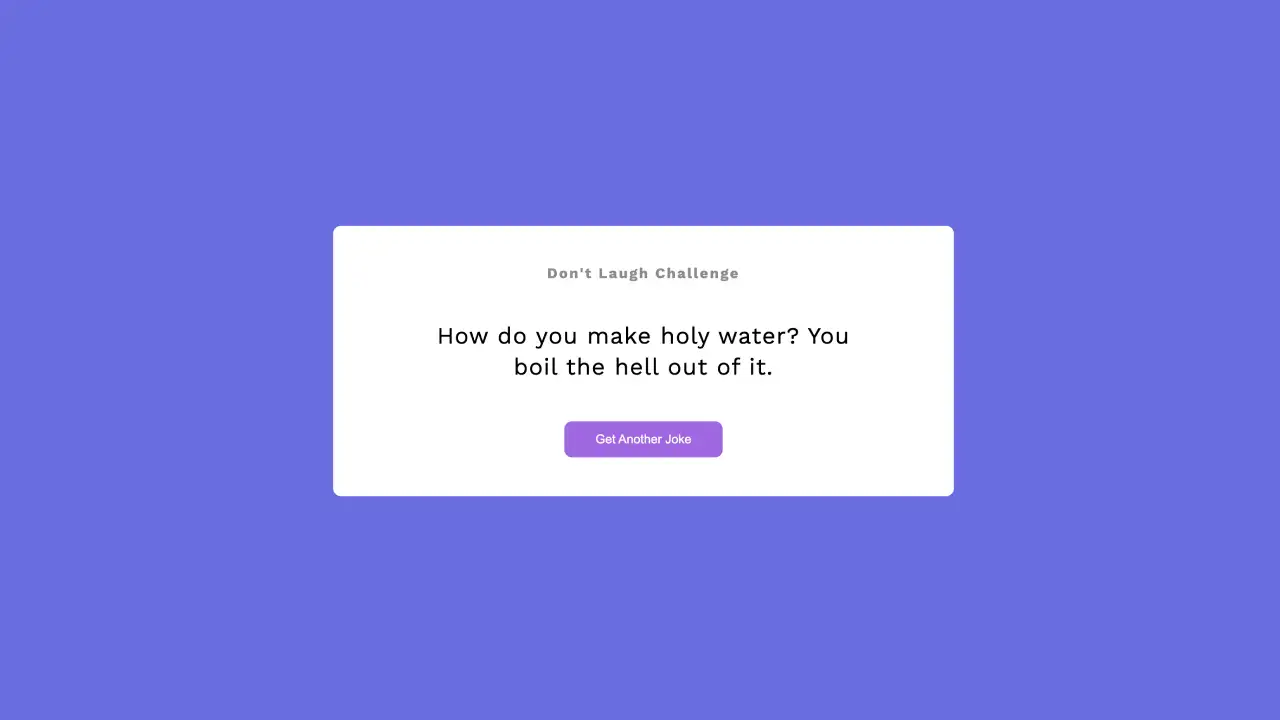 Don't Laugh Challenge
How do you make holy water? You
boil the hell out of it.
Get Another Joke